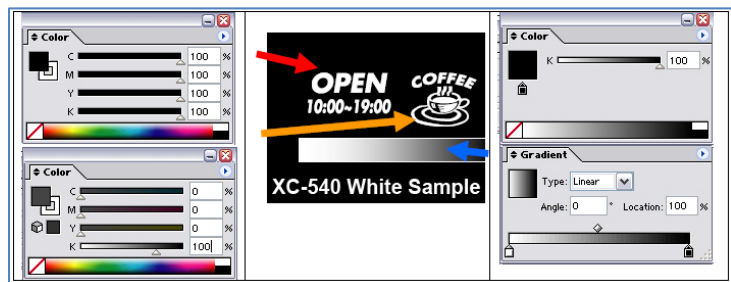 Color
C 100 %
M 100 %
Y 100 %
K 100 %
Color
C 0 %
M 0 %
Y 0 %
K 100 %
OPEN
10:00~19:00
COFFEE
XC-540 White Sample
Color
K 100 %
Gradient
Type: Linear
Angle: 0 ° Location: 100 %